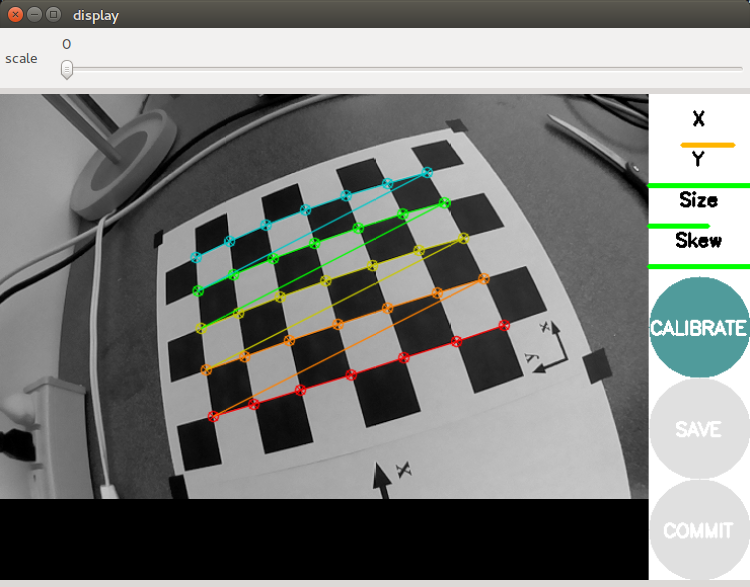 display
0
scale
X
Y
Size
Skew
CALIBRATE
SAVE
COMMIT
x
y
x